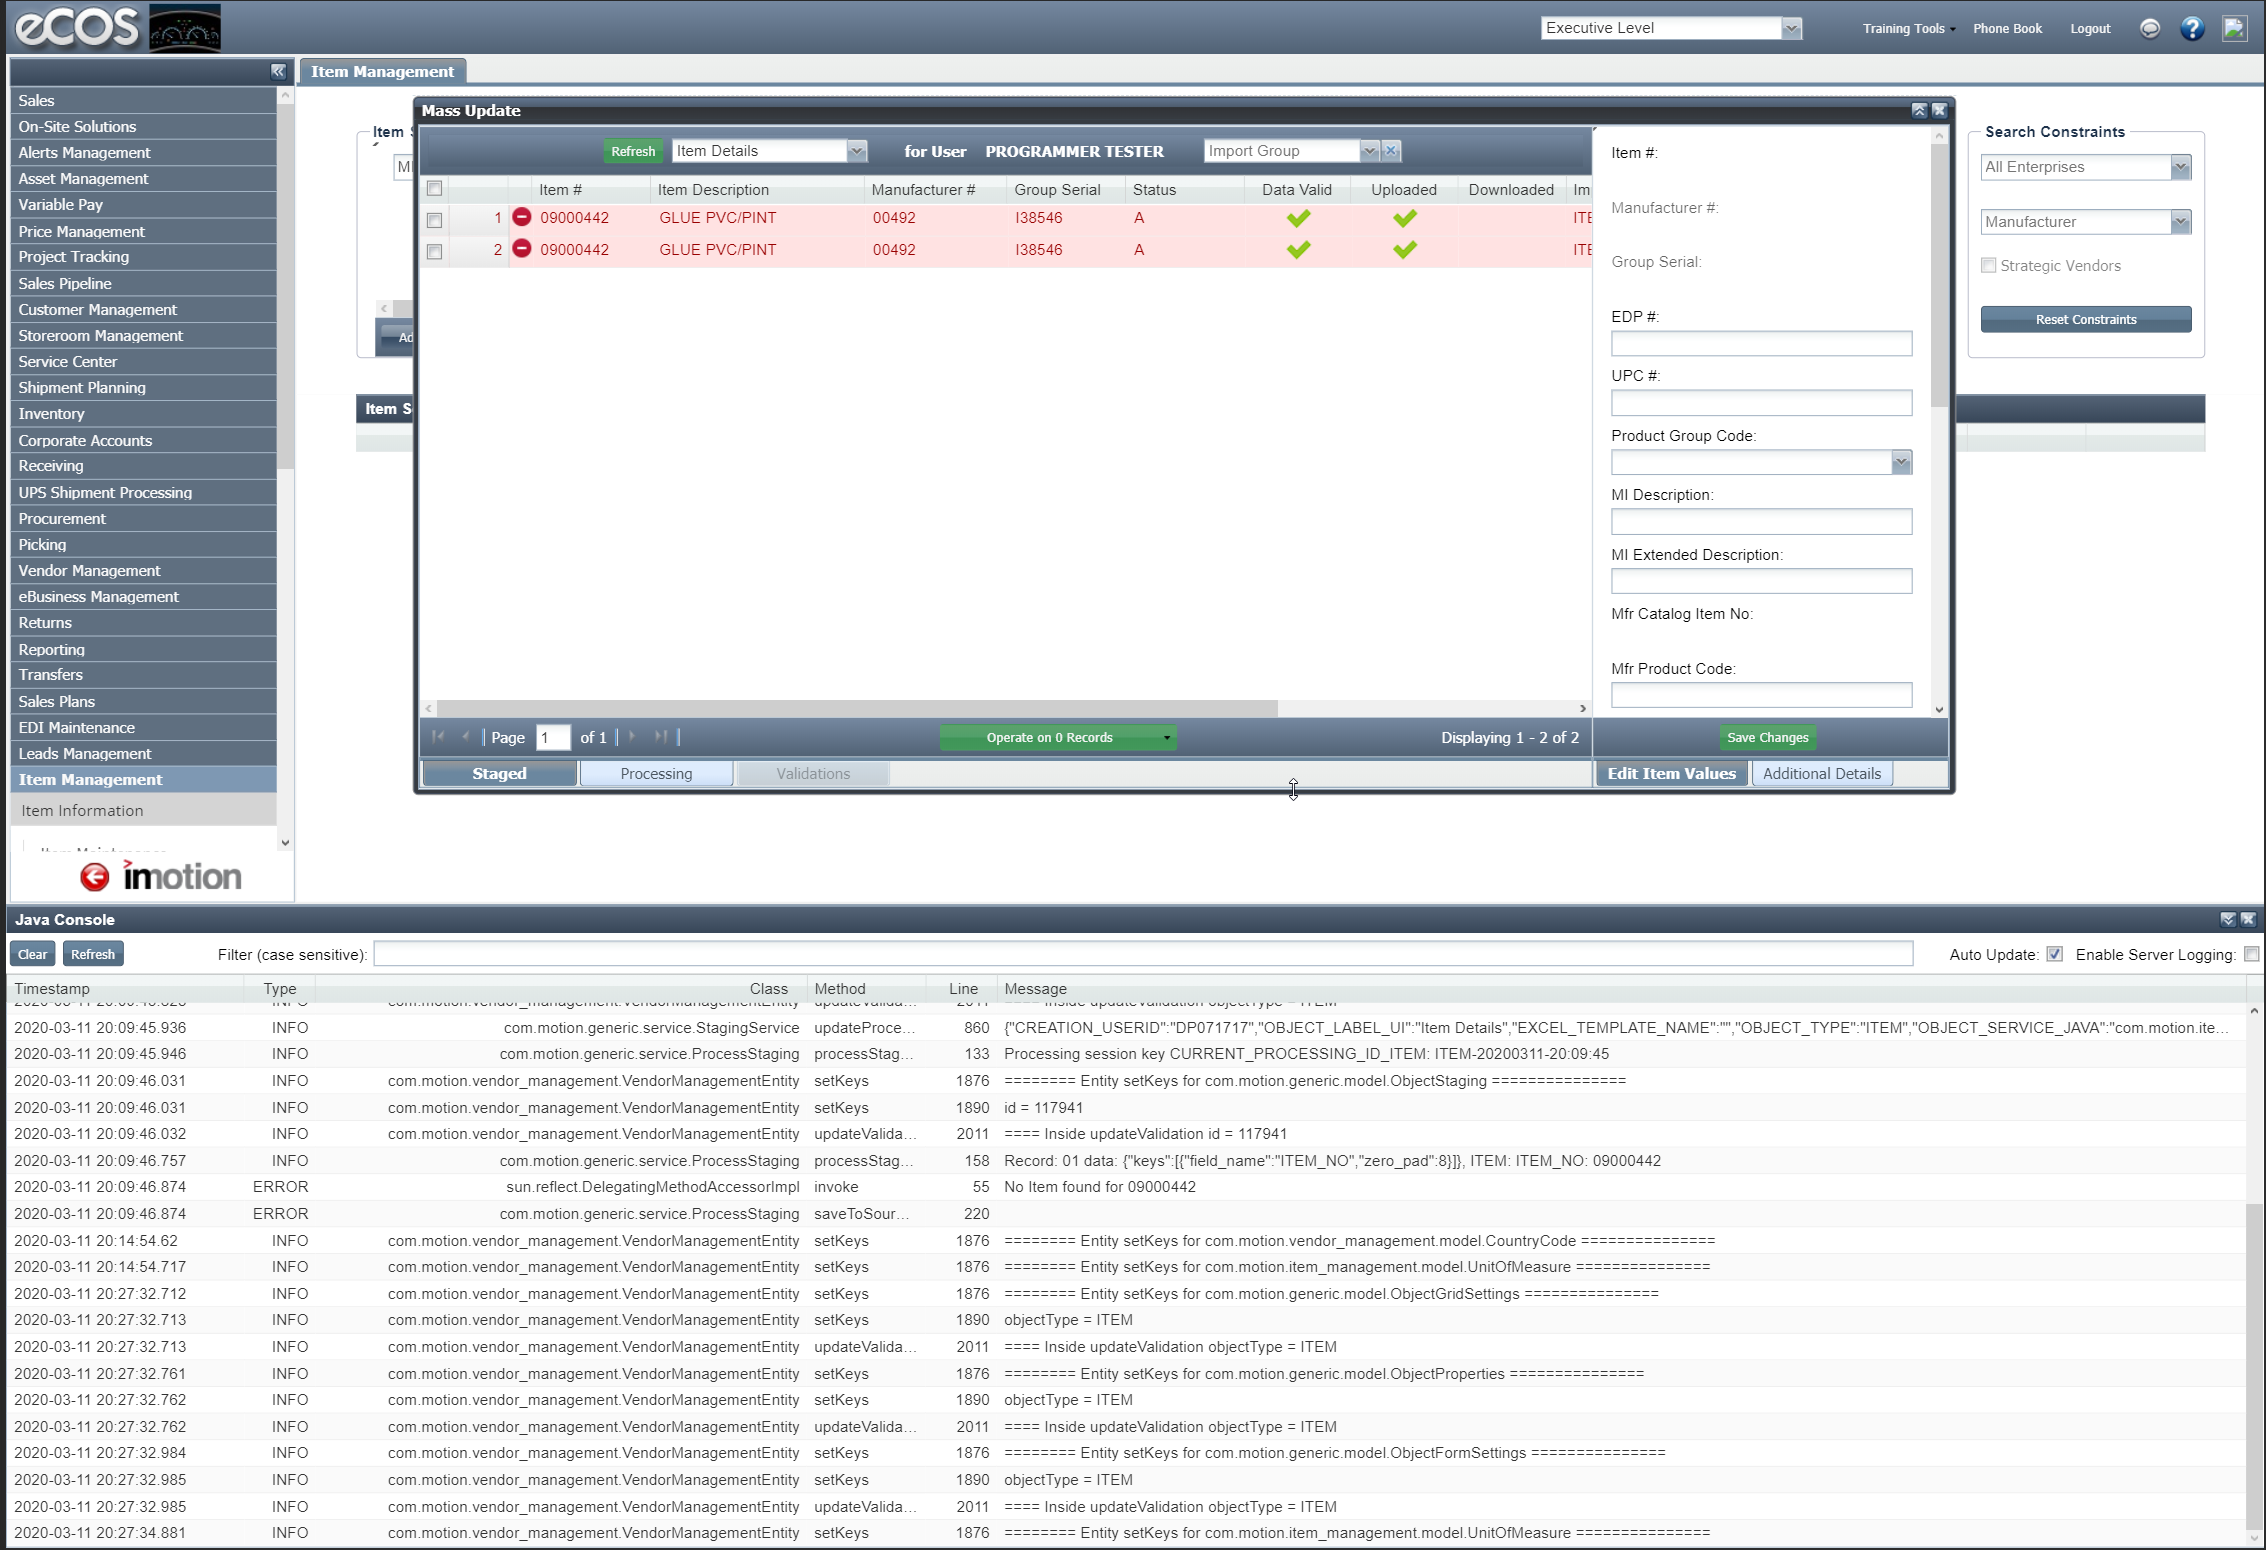 eCOS
Executive Level
Training Tools
Phone Book
Logout
Item Management
Sales
On-Site Solutions
Alerts Management
Asset Management
Variable Pay
Price Management
Project Tracking
Sales Pipeline
Customer Management
Storeroom Management
Service Center
Shipment Planning
Inventory
Corporate Accounts
Receiving
UPS Shipment Processing
Procurement
Picking
Vendor Management
eBusiness Management
Returns
Reporting
Transfers
Sales Plans
EDI Maintenance
Leads Management
Item Management
Item Information
Item Maintenance
imotion
Item S
MI
Ad
Item S
Mass Update
Refresh Item Details for User PROGRAMMER TESTER Import Group
Item # Item Description Manufacturer # Group Serial Status Data Valid Uploaded Downloaded Im
1 09000442 GLUE PVC/PINT 00492 I38546 A ITE
2 09000442 GLUE PVC/PINT 00492 I38546 A ITE
Page 1 of 1 Operate on 0 Records Displaying 1 - 2 of 2
Staged Processing Validations
Item #:
Manufacturer #:
Group Serial:
EDP #:
UPC #:
Product Group Code:
MI Description:
MI Extended Description:
Mfr Catalog Item No:
Mfr Product Code:
Save Changes
Edit Item Values Additional Details
Search Constraints
All Enterprises
Manufacturer
Strategic Vendors
Reset Constraints
Java Console
Clear Refresh Filter (case sensitive): Auto Update: Enable Server Logging:
Timestamp Type Class Method Line Message
INFO com.motion.vendor_management.VendorManagementEntity updateValida... 2011 ==== Inside updateValidation objectType = ITEM
2020-03-11 20:09:45.936 INFO com.motion.generic.service.StagingService updateProce... 860 {"CREATION_USERID":"DP071717","OBJECT_LABEL_UI":"Item Details","EXCEL_TEMPLATE_NAME":"","OBJECT_TYPE":"ITEM","OBJECT_SERVICE_JAVA":"com.motion.ite...
2020-03-11 20:09:45.946 INFO com.motion.generic.service.ProcessStaging processStag... 133 Processing session key CURRENT_PROCESSING_ID_ITEM: ITEM-20200311-20:09:45
2020-03-11 20:09:46.031 INFO com.motion.vendor_management.VendorManagementEntity setKeys 1876 ======== Entity setKeys for com.motion.generic.model.ObjectStaging ===============
2020-03-11 20:09:46.031 INFO com.motion.vendor_management.VendorManagementEntity setKeys 1890 id = 117941
2020-03-11 20:09:46.032 INFO com.motion.vendor_management.VendorManagementEntity updateValida... 2011 ==== Inside updateValidation id = 117941
2020-03-11 20:09:46.757 INFO com.motion.generic.service.ProcessStaging processStag... 158 Record: 01 data: {"keys":[{"field_name":"ITEM_NO","zero_pad":8}]}, ITEM: ITEM_NO: 09000442
2020-03-11 20:09:46.874 ERROR sun.reflect.DelegatingMethodAccessorImpl invoke 55 No Item found for 09000442
2020-03-11 20:09:46.874 ERROR com.motion.generic.service.ProcessStaging saveToSour... 220
2020-03-11 20:14:54.62 INFO com.motion.vendor_management.VendorManagementEntity setKeys 1876 ======== Entity setKeys for com.motion.vendor_management.model.CountryCode ===============
2020-03-11 20:14:54.717 INFO com.motion.vendor_management.VendorManagementEntity setKeys 1876 ======== Entity setKeys for com.motion.item_management.model.UnitOfMeasure ===============
2020-03-11 20:27:32.712 INFO com.motion.vendor_management.VendorManagementEntity setKeys 1876 ======== Entity setKeys for com.motion.generic.model.ObjectGridSettings ===============
2020-03-11 20:27:32.713 INFO com.motion.vendor_management.VendorManagementEntity setKeys 1890 objectType = ITEM
2020-03-11 20:27:32.713 INFO com.motion.vendor_management.VendorManagementEntity updateValida... 2011 ==== Inside updateValidation objectType = ITEM
2020-03-11 20:27:32.761 INFO com.motion.vendor_management.VendorManagementEntity setKeys 1876 ======== Entity setKeys for com.motion.generic.model.ObjectProperties ===============
2020-03-11 20:27:32.762 INFO com.motion.vendor_management.VendorManagementEntity setKeys 1890 objectType = ITEM
2020-03-11 20:27:32.762 INFO com.motion.vendor_management.VendorManagementEntity updateValida... 2011 ==== Inside updateValidation objectType = ITEM
2020-03-11 20:27:32.984 INFO com.motion.vendor_management.VendorManagementEntity setKeys 1876 ======== Entity setKeys for com.motion.generic.model.ObjectFormSettings ===============
2020-03-11 20:27:32.985 INFO com.motion.vendor_management.VendorManagementEntity setKeys 1890 objectType = ITEM
2020-03-11 20:27:32.985 INFO com.motion.vendor_management.VendorManagementEntity updateValida... 2011 ==== Inside updateValidation objectType = ITEM
2020-03-11 20:27:34.881 INFO com.motion.vendor_management.VendorManagementEntity setKeys 1876 ======== Entity setKeys for com.motion.item_management.model.UnitOfMeasure ===============